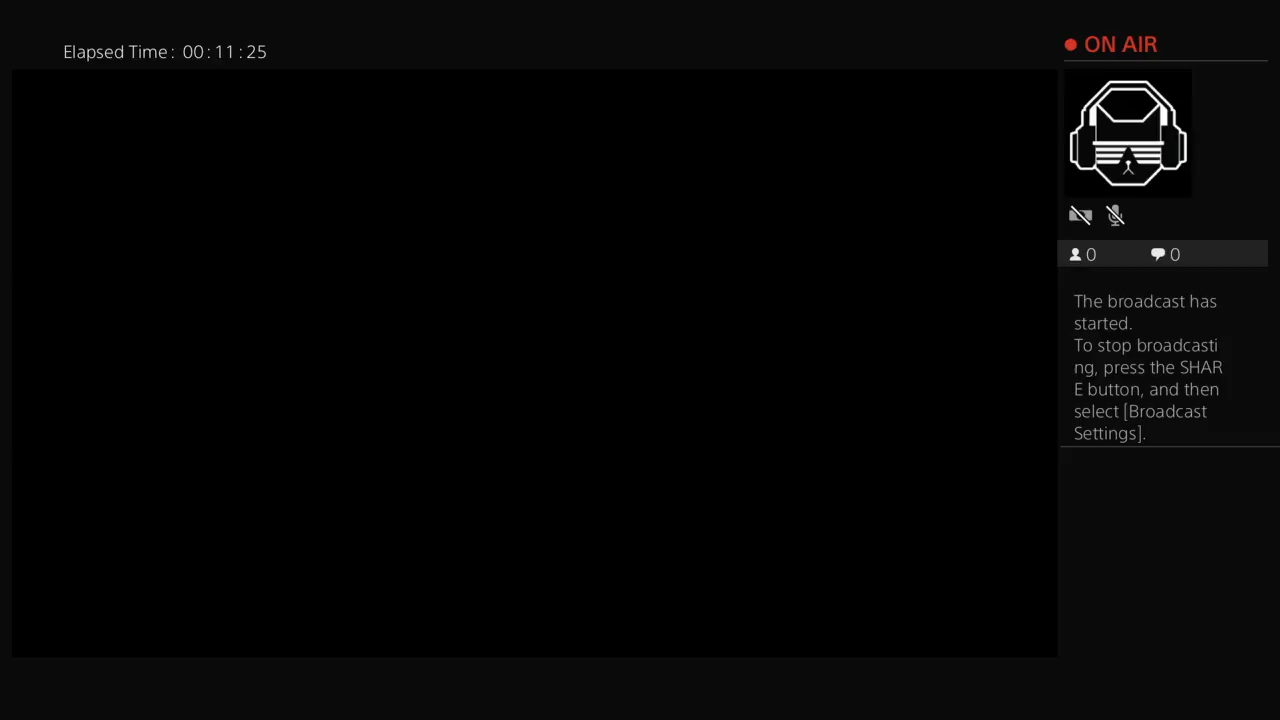 Elapsed Time: 00:11:25
ON AIR
0 0
The broadcast has
started.
To stop broadcasti
ng, press the SHAR
E button, and then
select [Broadcast
Settings].